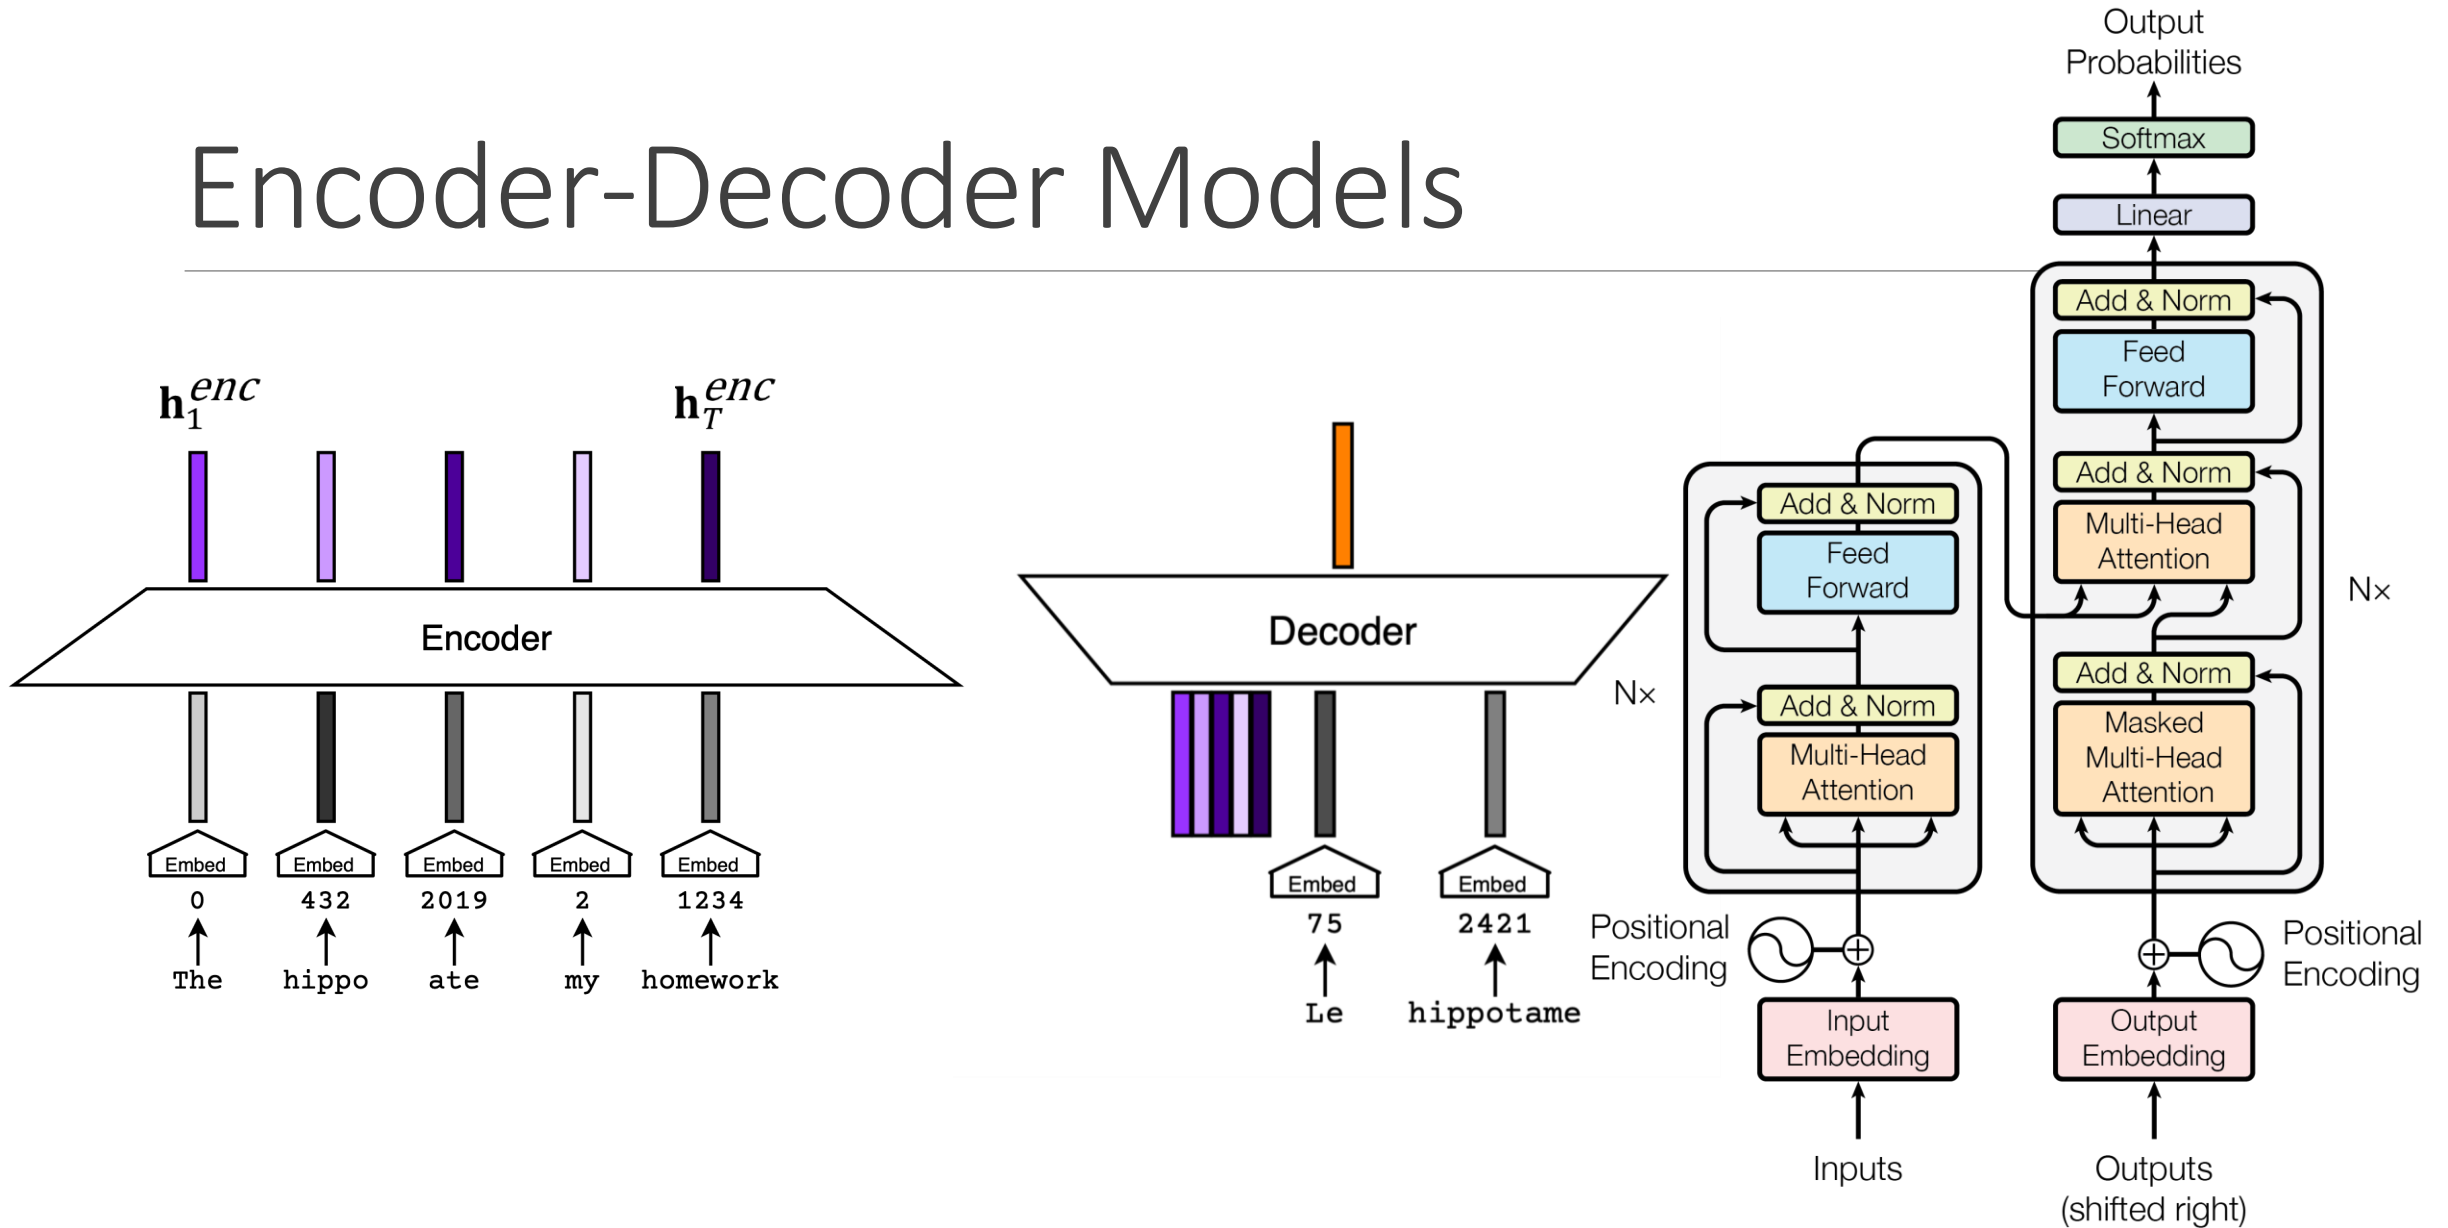 Encoder-Decoder Models
h_1^enc
h_T^enc
Encoder
Embed
Embed
Embed
Embed
Embed
0
432
2019
2
1234
The
hippo
ate
my
homework
Decoder
Embed
Embed
75
2421
Le
hippotame
N×
Add & Norm
Feed
Forward
Add & Norm
Multi-Head
Attention
Positional
Encoding
Input
Embedding
Inputs
Output
Probabilities
Softmax
Linear
Add & Norm
Feed
Forward
Add & Norm
Multi-Head
Attention
N×
Add & Norm
Masked
Multi-Head
Attention
Positional
Encoding
Output
Embedding
Outputs
(shifted right)